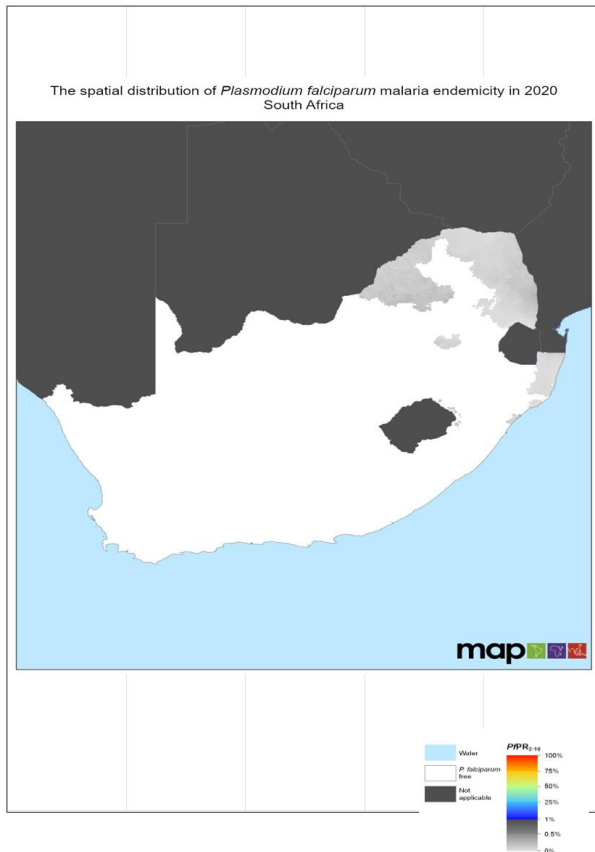 The spatial distribution of Plasmodium falciparum malaria endemicity in 2020
South Africa
map
Water
P. falciparum
free
Not
applicable
PfPR2-10
100%
75%
50%
25%
1%
0.5%
0%